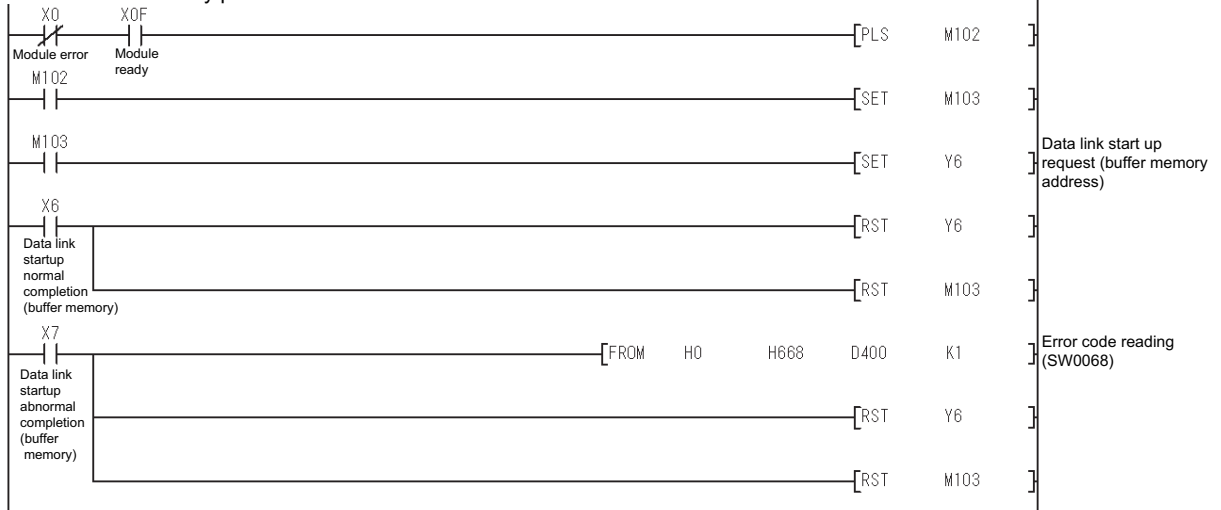 X0 X0F
[PLS M102 ]
Module error Module
ready
M102
[SET M103 ]
M103
[SET Y6 ]
Data link start up
request (buffer memory
address)
X6
[RST Y6 ]
Data link
startup
normal
completion
(buffer memory)
[RST M103 ]
X7
[FROM H0 H668 D400 K1 ]
Error code reading
(SW0068)
Data link
startup
abnormal
completion
(buffer
memory)
[RST Y6 ]
[RST M103 ]